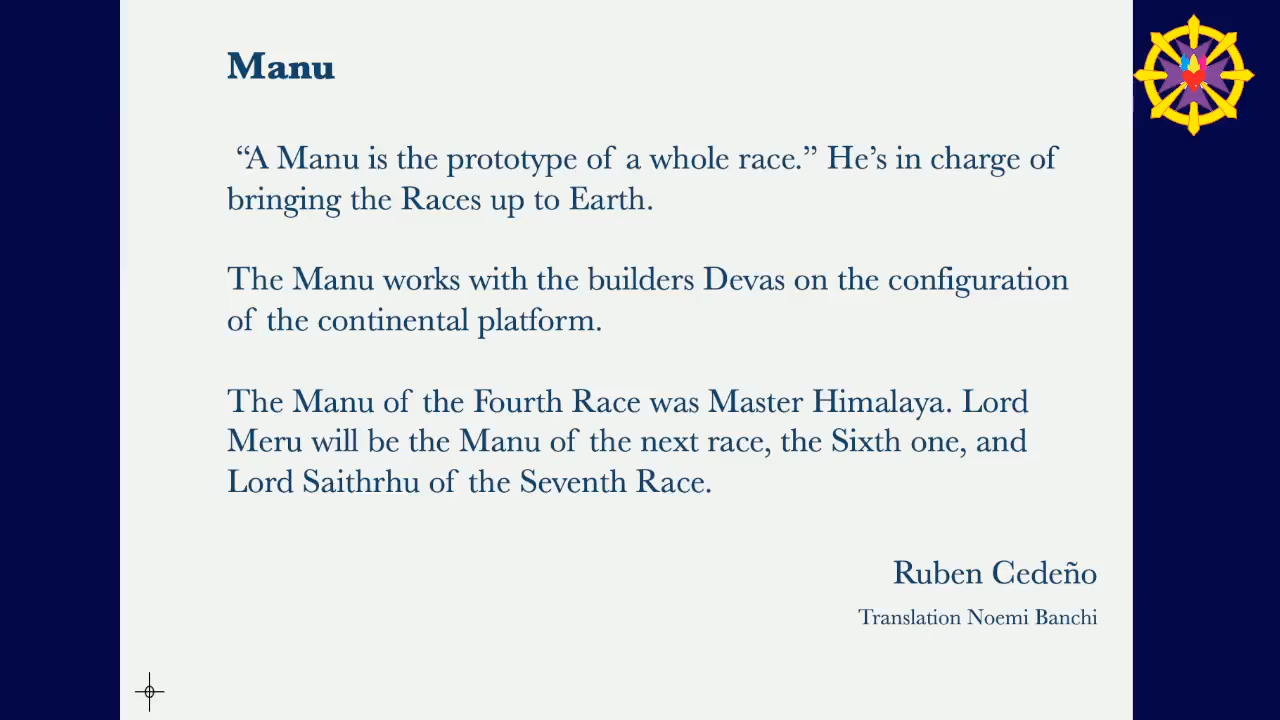 Manu
“A Manu is the prototype of a whole race.” He’s in charge of
bringing the Races up to Earth.
The Manu works with the builders Devas on the configuration
of the continental platform.
The Manu of the Fourth Race was Master Himalaya. Lord
Meru will be the Manu of the next race, the Sixth one, and
Lord Saithrhu of the Seventh Race.
Ruben Cedeño
Translation Noemi Banchi